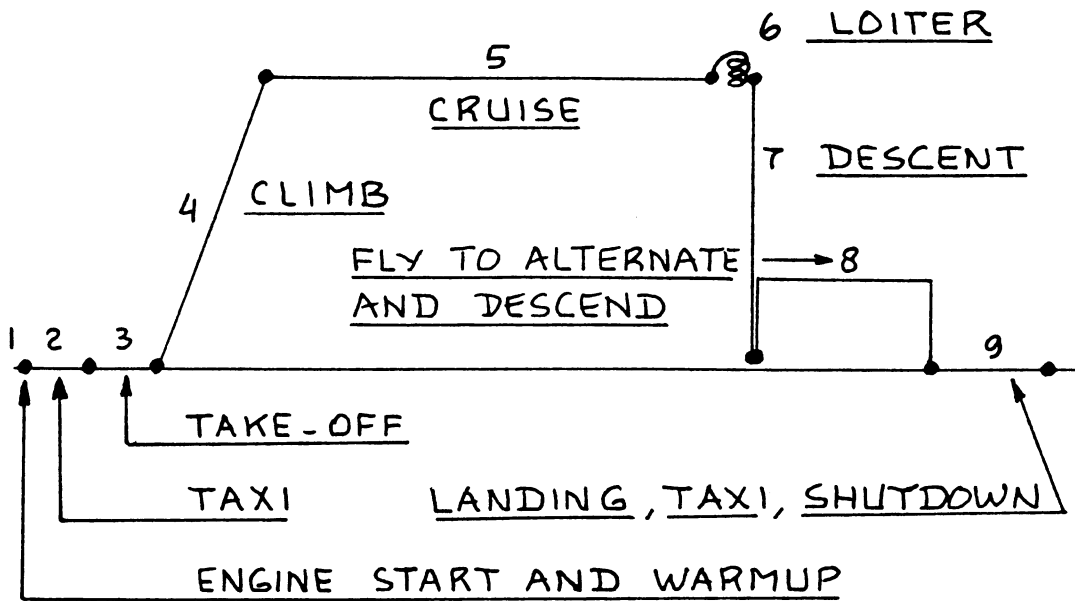 6 LOITER
5
CRUISE
7 DESCENT
4 CLIMB
FLY TO ALTERNATE → 8
AND DESCEND
1 2 3 9
TAKE-OFF
TAXI LANDING, TAXI, SHUTDOWN
ENGINE START AND WARMUP